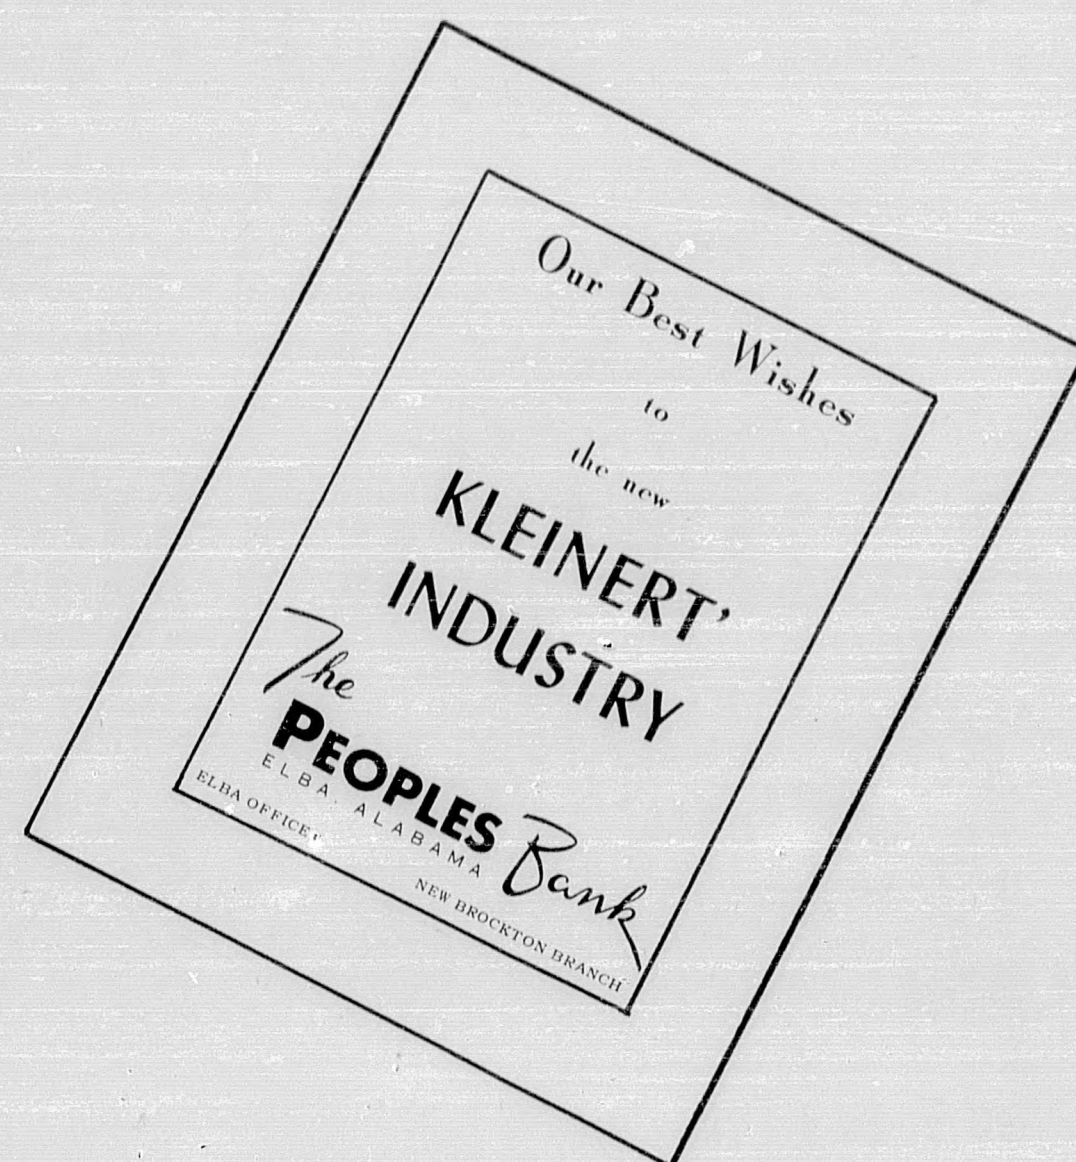 Our Best Wishes
to
the new
KLEINERT'
INDUSTRY
The
PEOPLES Bank
ELBA, ALABAMA
ELBA OFFICE
NEW BROCKTON BRANCH